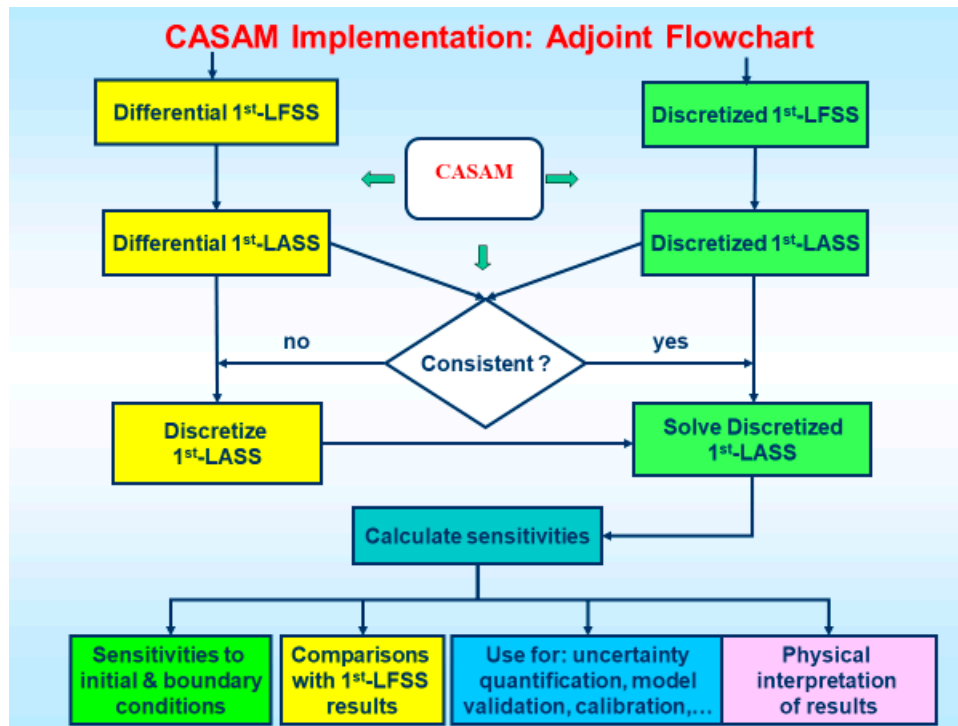 CASAM Implementation: Adjoint Flowchart
Differential 1st-LFSS
Discretized 1st-LFSS
CASAM
Differential 1st-LASS
Discretized 1st-LASS
no
Consistent ?
yes
Discretize
1st-LASS
Solve Discretized
1st-LASS
Calculate sensitivities
Sensitivities to
initial & boundary
conditions
Comparisons
with 1st-LFSS
results
Use for: uncertainty
quantification, model
validation, calibration,…
Physical
interpretation
of results